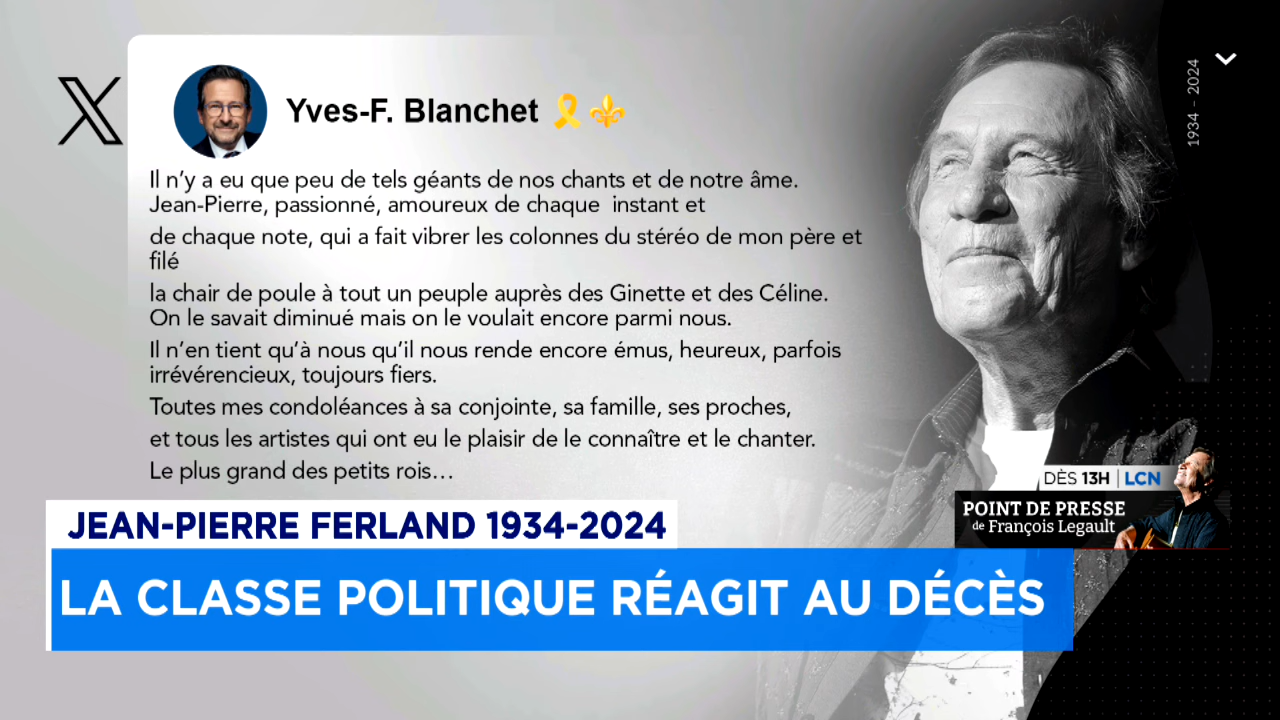 Yves-F. Blanchet
Il n'y a eu que peu de tels géants de nos chants et de notre âme.
Jean-Pierre, passionné, amoureux de chaque  instant et
de chaque note, qui a fait vibrer les colonnes du stéréo de mon père et
filé
la chair de poule à tout un peuple auprès des Ginette et des Céline.
On le savait diminué mais on le voulait encore parmi nous.
Il n'en tient qu'à nous qu'il nous rende encore émus, heureux, parfois
irrévérencieux, toujours fiers.
Toutes mes condoléances à sa conjointe, sa famille, ses proches,
et tous les artistes qui ont eu le plaisir de le connaître et le chanter.
Le plus grand des petits rois...
1934 - 2024
DÈS 13H | LCN
POINT DE PRESSE
de François Legault
JEAN-PIERRE FERLAND 1934-2024
LA CLASSE POLITIQUE RÉAGIT AU DÉCÈS